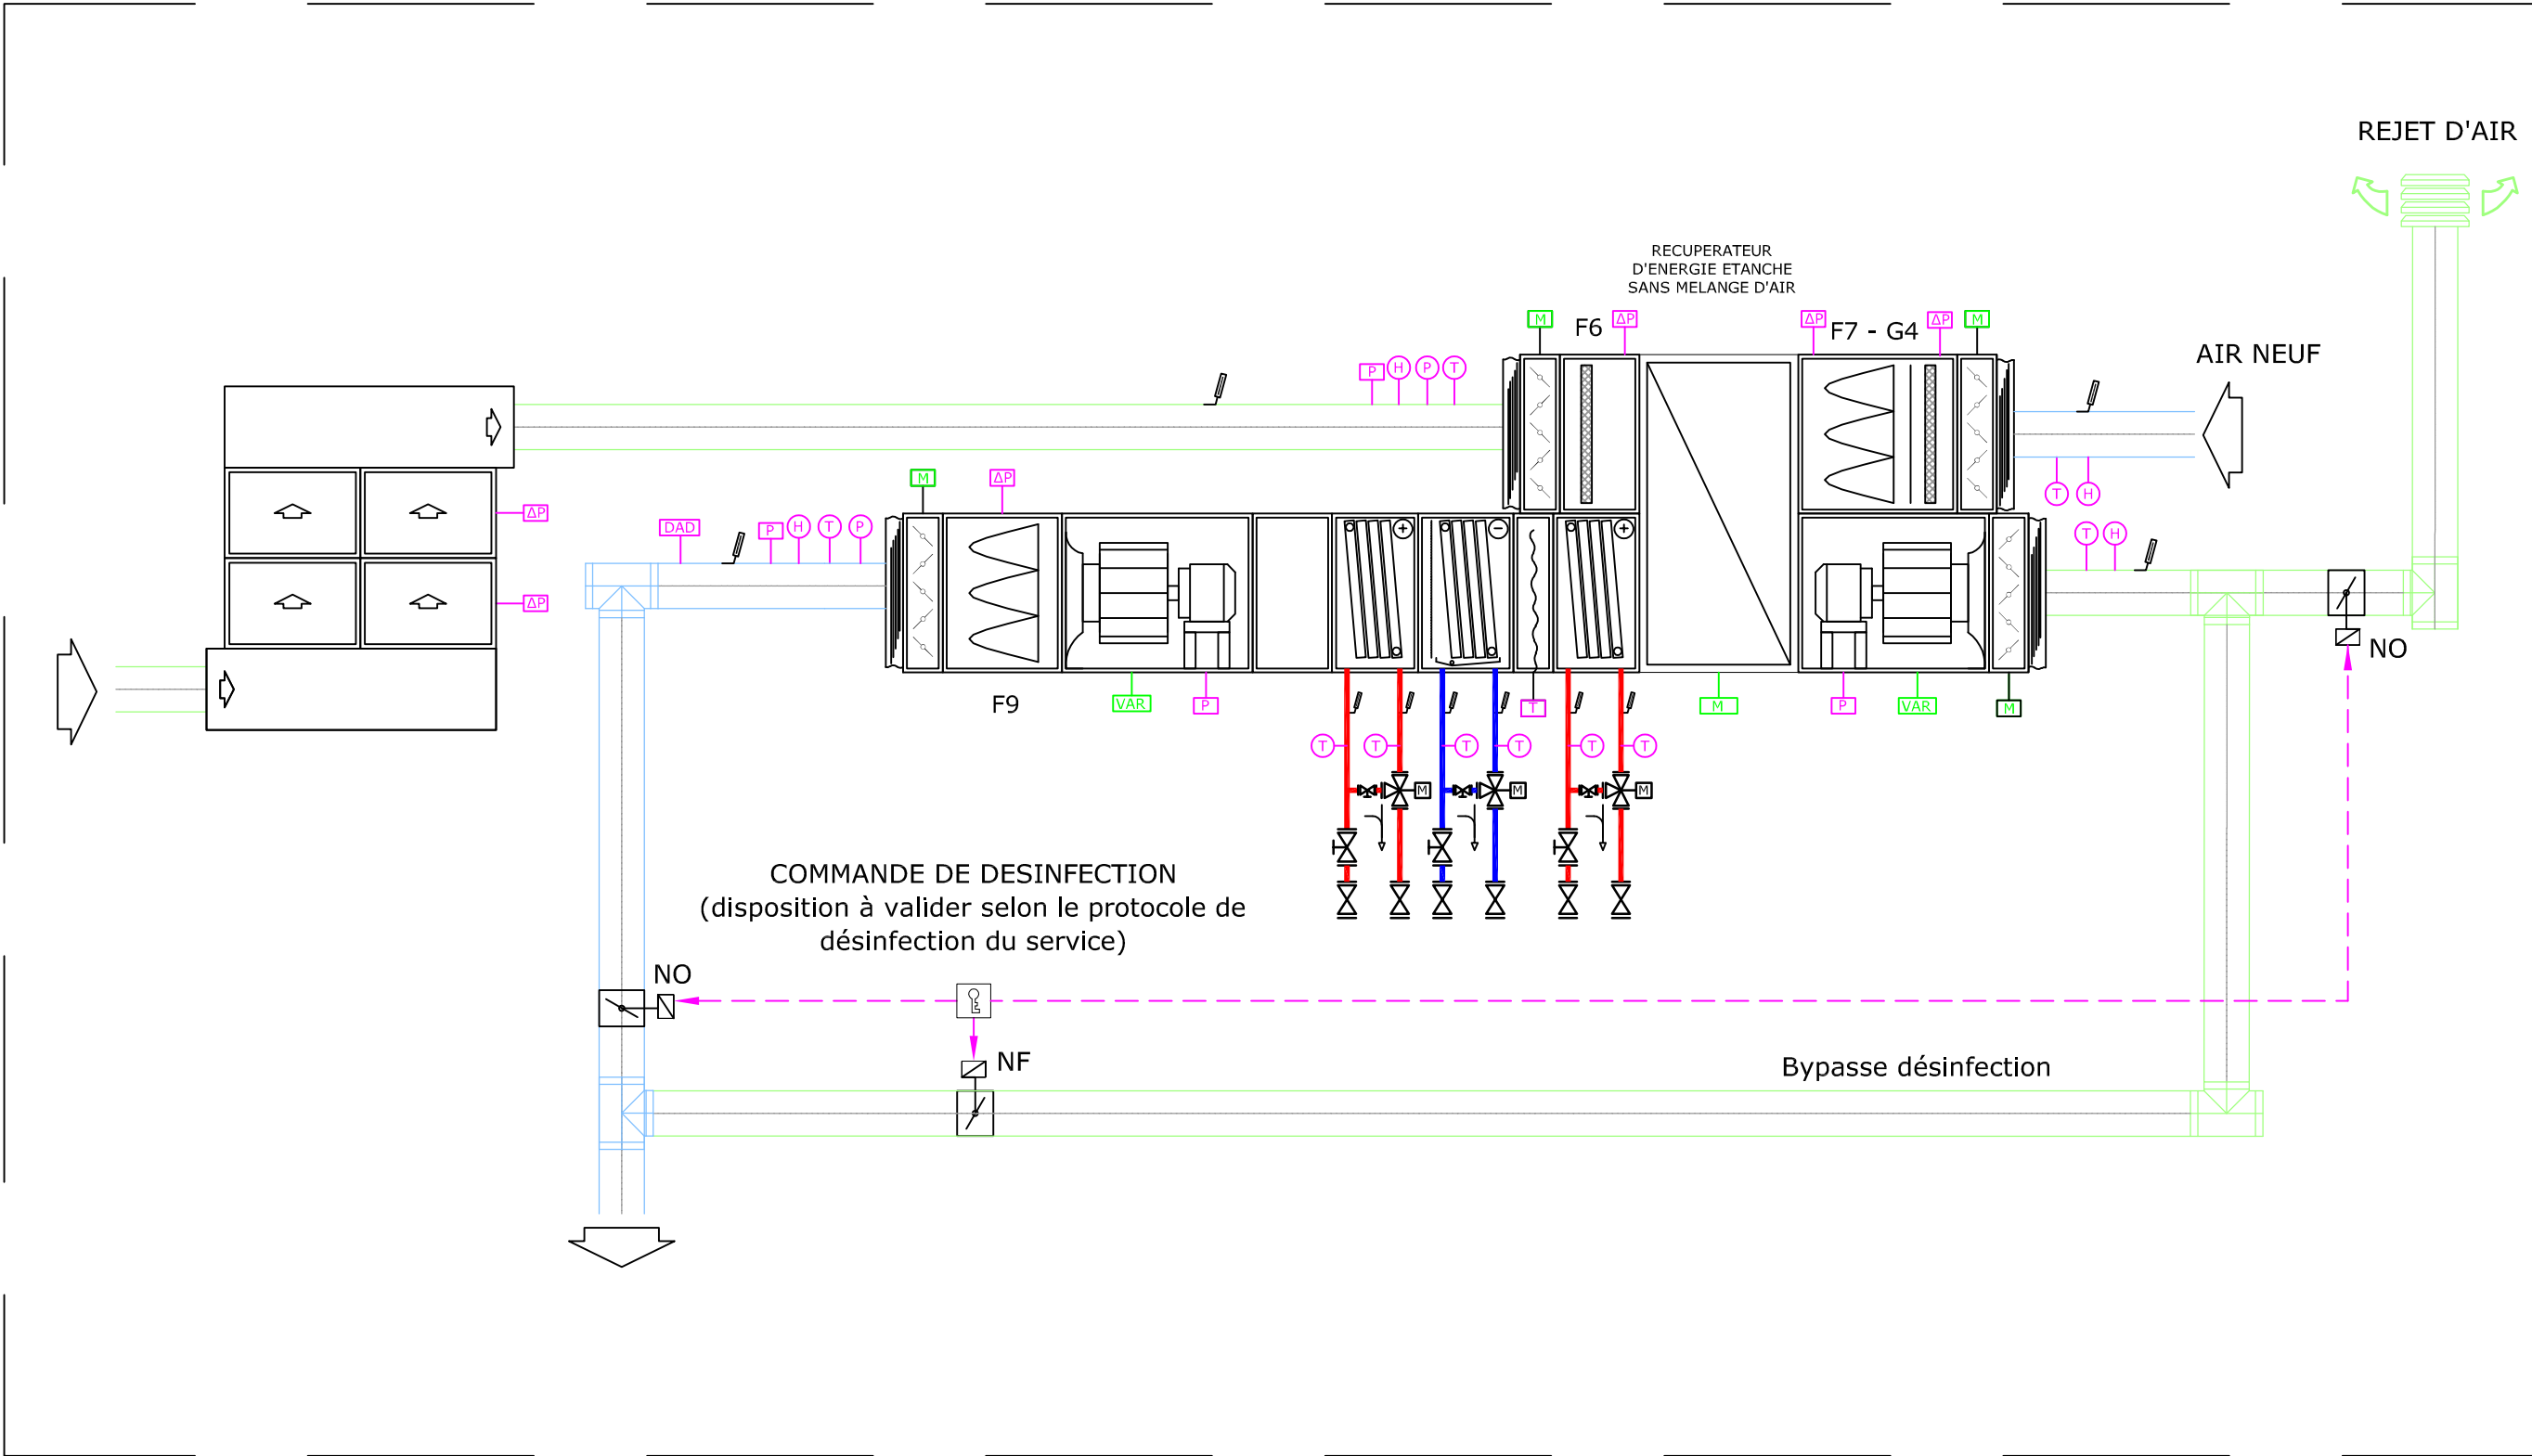 REJET D'AIR
RECUPERATEUR
D'ENERGIE ETANCHE
SANS MELANGE D'AIR
M
F6
ΔP
ΔP
F7 - G4
ΔP
M
AIR NEUF
P
H
P
T
M
ΔP
T
H
ΔP
DAD
P
H
T
P
+
−
+
T
H
ΔP
NO
F9
VAR
P
T
M
P
VAR
M
T
T
T
T
T
T
M
M
M
COMMANDE DE DESINFECTION
(disposition à valider selon le protocole de
désinfection du service)
NO
NF
Bypasse désinfection